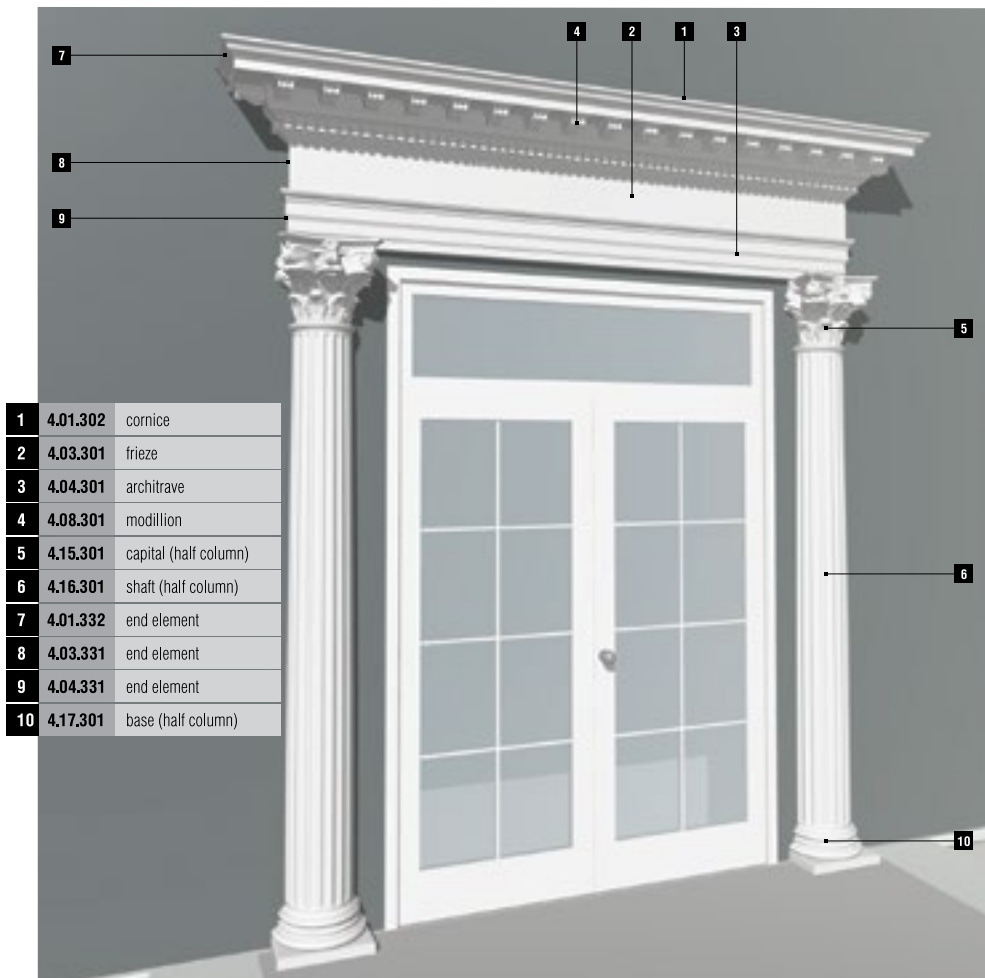 4
2
1
3
7
8
9
5
1 4.01.302 cornice
2 4.03.301 frieze
3 4.04.301 architrave
4 4.08.301 modillion
5 4.15.301 capital (half column)
6 4.16.301 shaft (half column)
7 4.01.332 end element
8 4.03.331 end element
9 4.04.331 end element
10 4.17.301 base (half column)
6
10